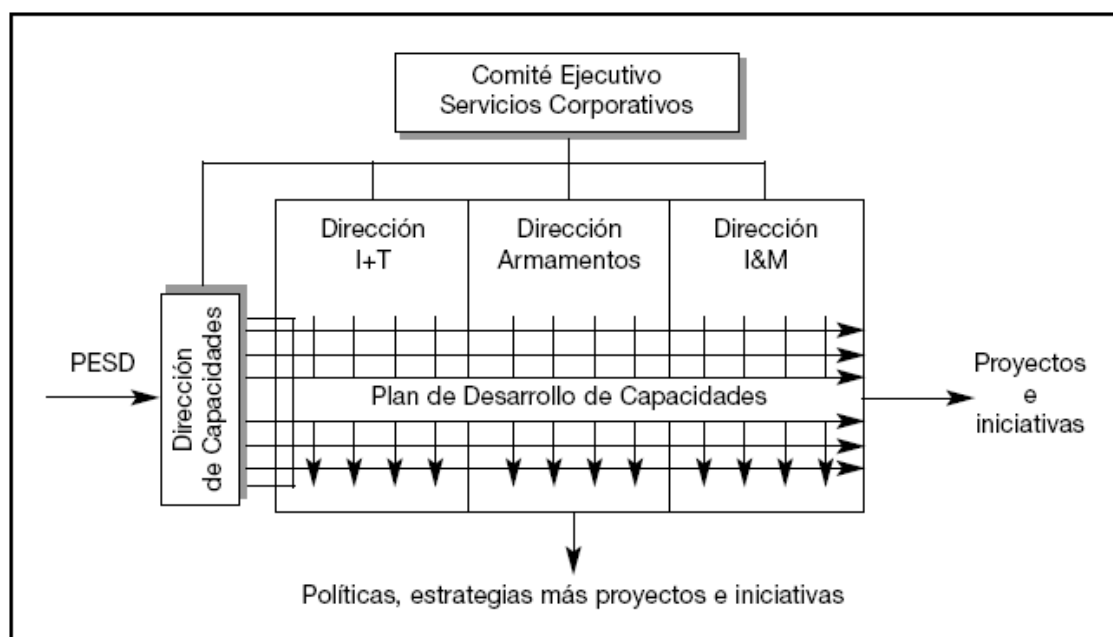 Comité Ejecutivo
Servicios Corporativos
Dirección
I+T
Dirección
Armamentos
Dirección
I&M
PESD
Dirección
de Capacidades
Plan de Desarrollo de Capacidades
Proyectos
e
iniciativas
Políticas, estrategias más proyectos e iniciativas